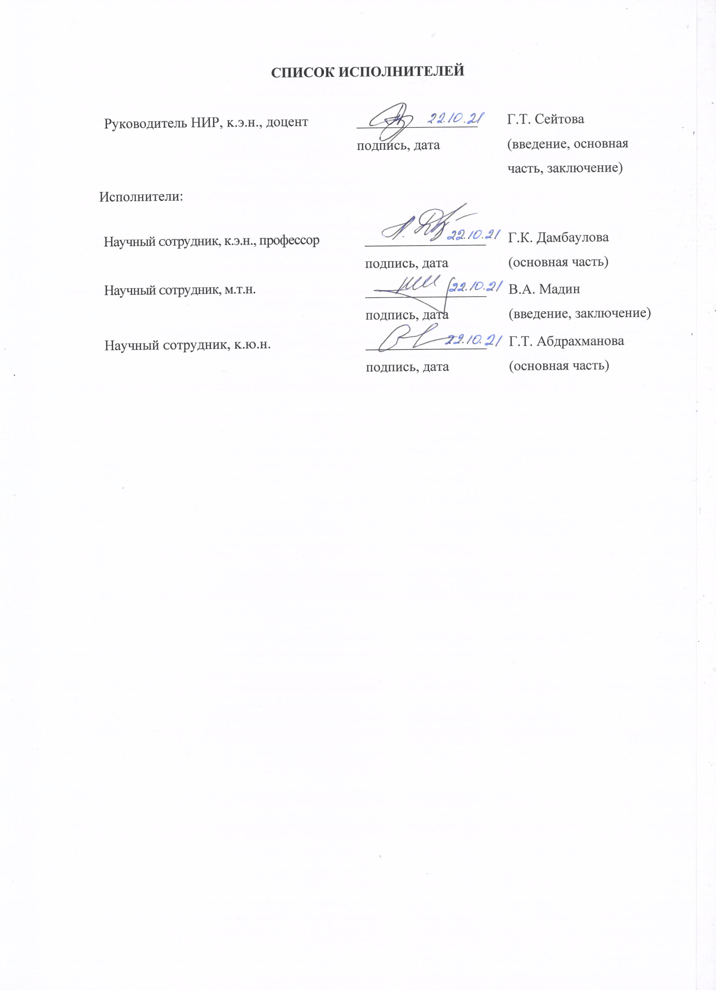 СПИСОК ИСПОЛНИТЕЛЕЙ
Руководитель НИР, к.э.н., доцент 22.10.21 Г.Т. Сейтова
подпись, дата (введение, основная
часть, заключение)
Исполнители:
Научный сотрудник, к.э.н., профессор 22.10.21 Г.К. Дамбаулова
подпись, дата (основная часть)
Научный сотрудник, м.т.н. 22.10.21 В.А. Мадин
подпись, дата (введение, заключение)
Научный сотрудник, к.ю.н. 22.10.21 Г.Т. Абдрахманова
подпись, дата (основная часть)